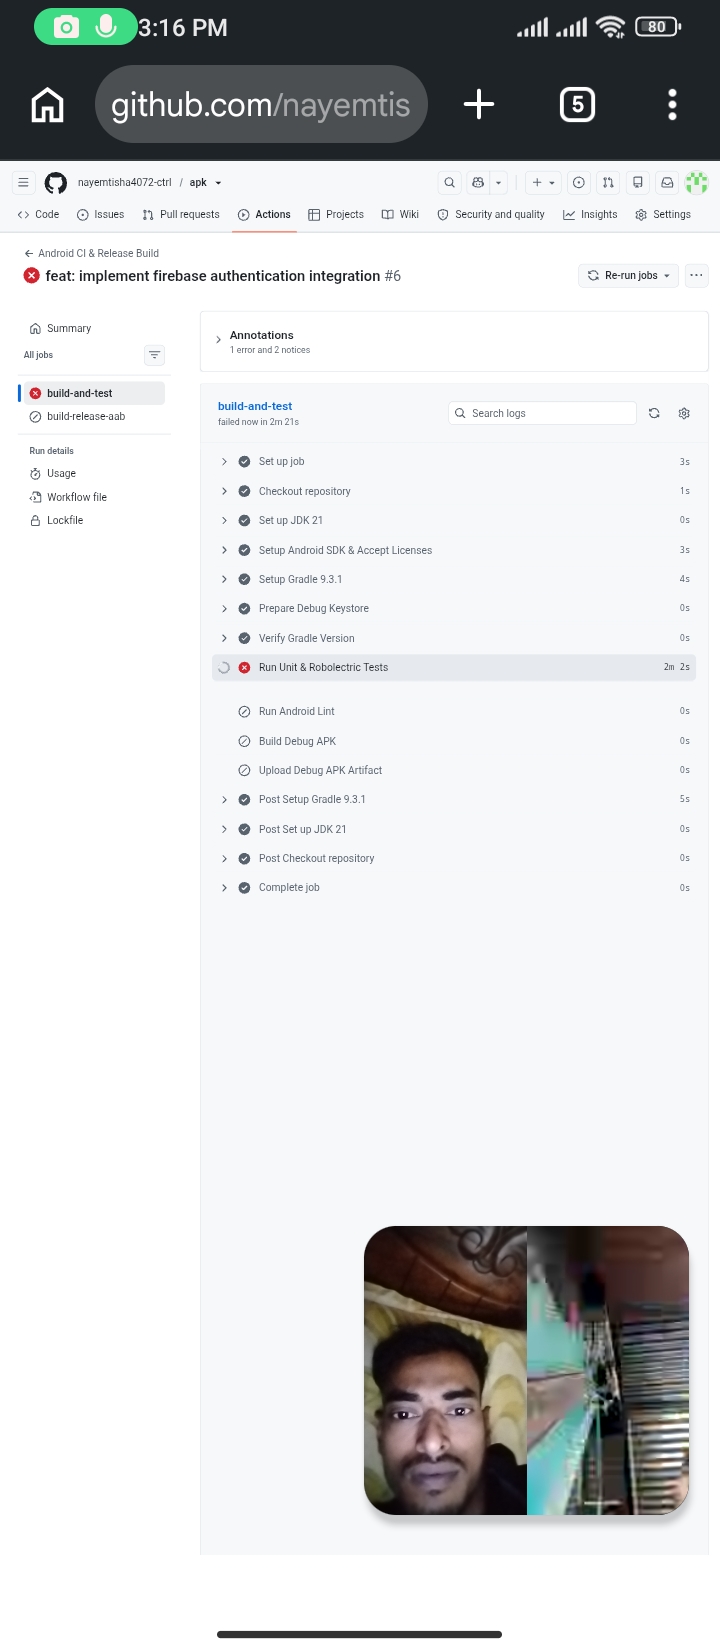 3:16 PM
80
github.com/nayemtis
5
nayemtisha4072-ctrl / apk
Code
Issues
Pull requests
Actions
Projects
Wiki
Security and quality
Insights
Settings
Android CI & Release Build
feat: implement firebase authentication integration #6
Re-run jobs
Summary
All jobs
build-and-test
build-release-aab
Run details
Usage
Workflow file
Lockfile
Annotations
1 error and 2 notices
build-and-test
failed now in 2m 21s
Search logs
Set up job 3s
Checkout repository 1s
Set up JDK 21 0s
Setup Android SDK & Accept Licenses 3s
Setup Gradle 9.3.1 4s
Prepare Debug Keystore 0s
Verify Gradle Version 0s
Run Unit & Robolectric Tests 2m 2s
Run Android Lint 0s
Build Debug APK 0s
Upload Debug APK Artifact 0s
Post Setup Gradle 9.3.1 5s
Post Set up JDK 21 0s
Post Checkout repository 0s
Complete job 0s